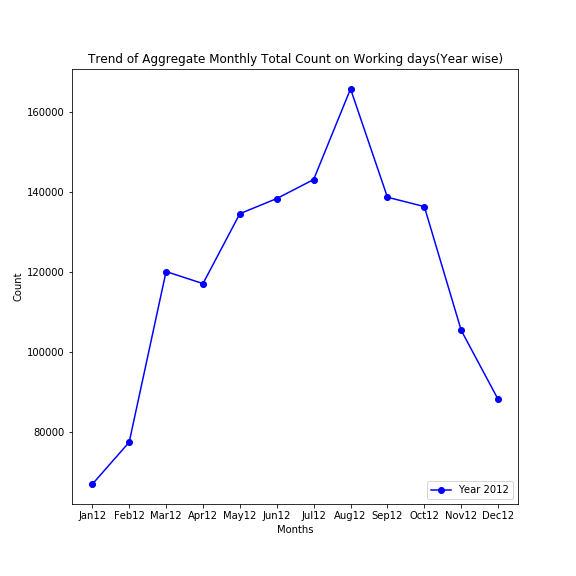 Trend of Aggregate Monthly Total Count on Working days(Year wise)
160000
140000
120000
100000
80000
Count
Jan12 Feb12 Mar12 Apr12 May12 Jun12 Jul12 Aug12 Sep12 Oct12 Nov12 Dec12
Months
Year 2012